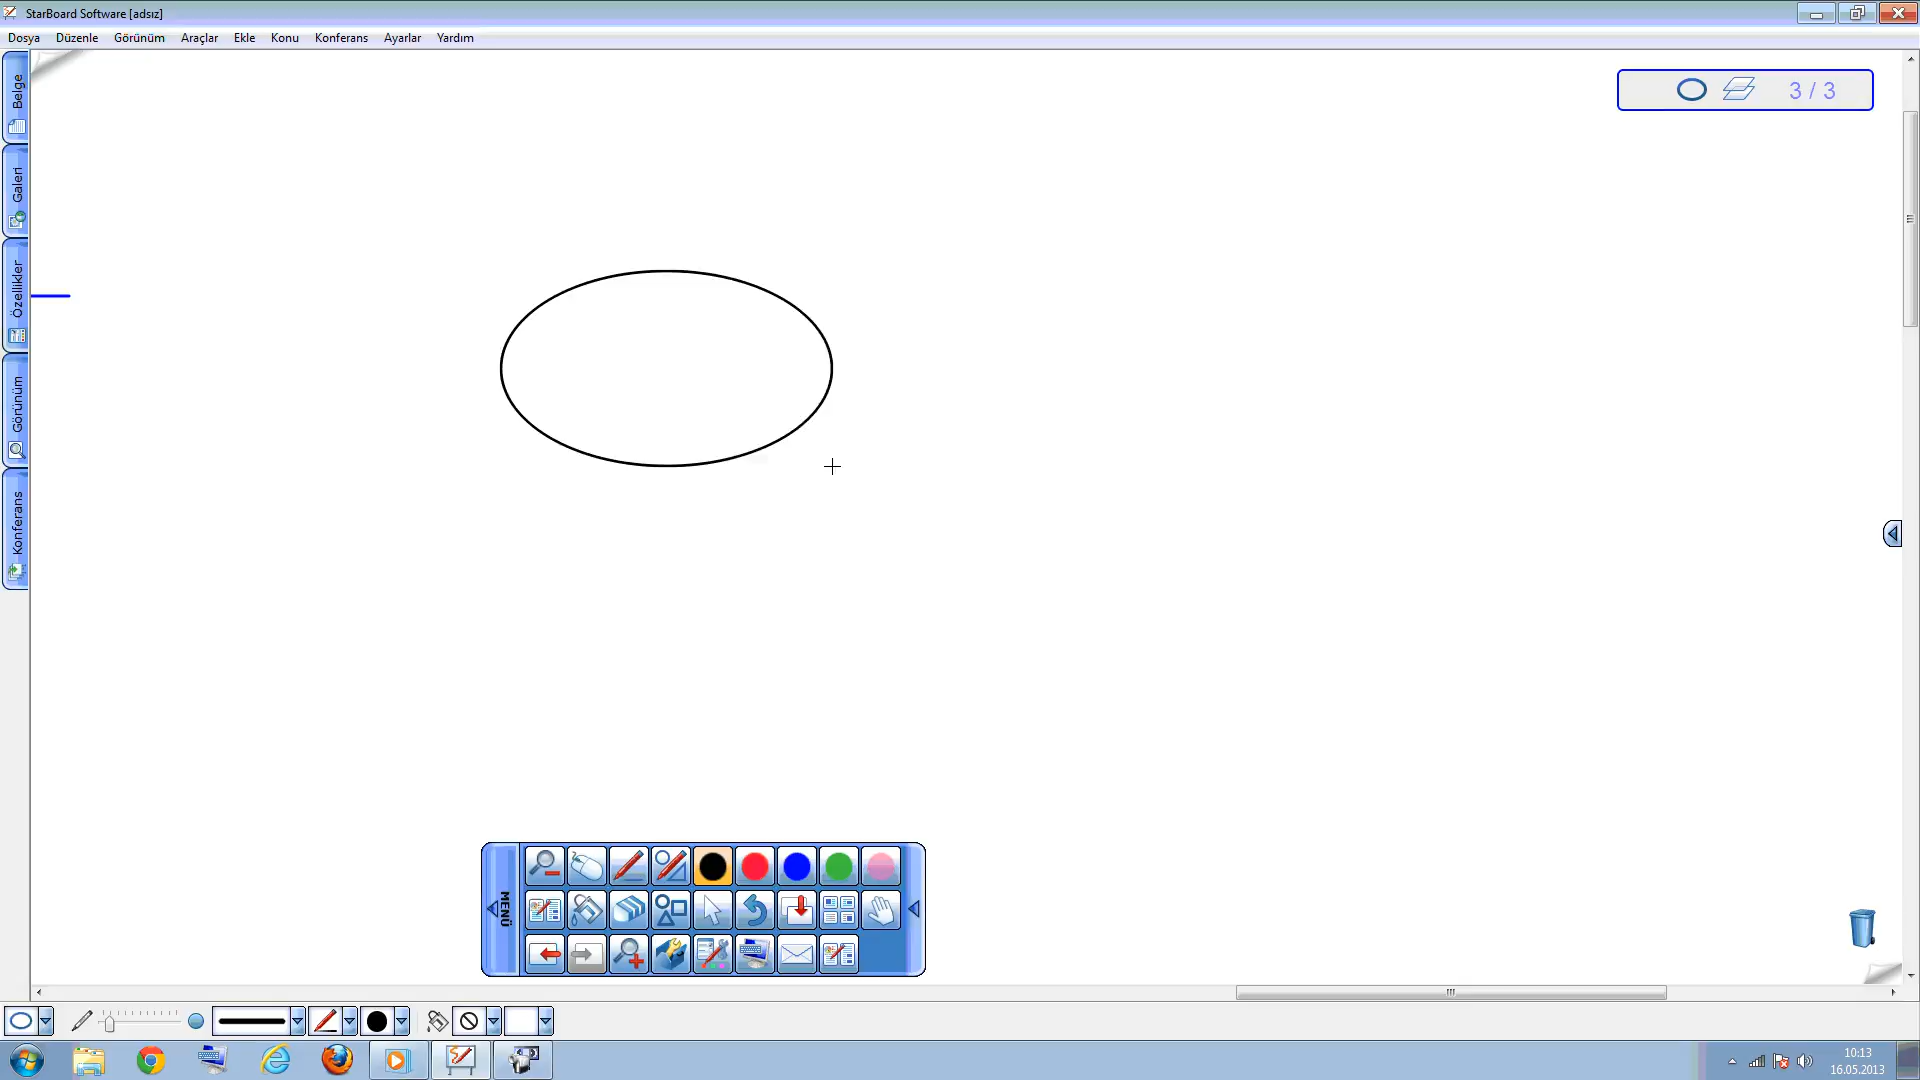 StarBoard Software [adsız]
Dosya Düzenle Görünüm Araçlar Ekle Konu Konferans Ayarlar Yardım
3 / 3
Belge
Galeri
Özellikler
Görünüm
Konferans
MENÜ
10:13
16.05.2013